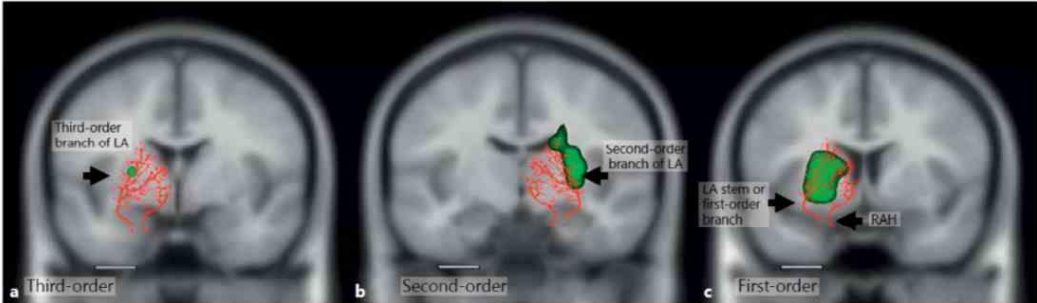 Third-order
branch of LA
a Third-order
Second-order
branch of LA
b Second-order
LA stem or
first-order
branch
RAH
c First-order